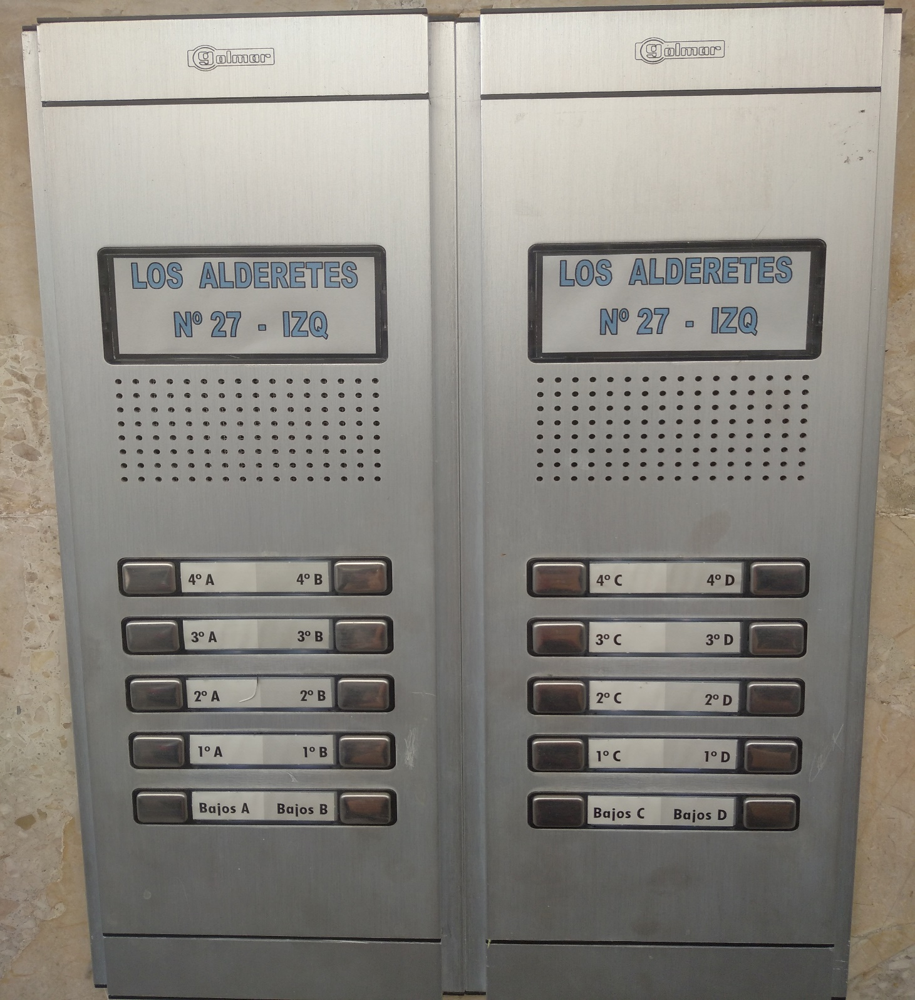 golmar
LOS ALDERETES
Nº 27 - IZQ
4º A 4º B
3º A 3º B
2º A 2º B
1º A 1º B
Bajos A Bajos B
golmar
LOS ALDERETES
Nº 27 - IZQ
4º C 4º D
3º C 3º D
2º C 2º D
1º C 1º D
Bajos C Bajos D